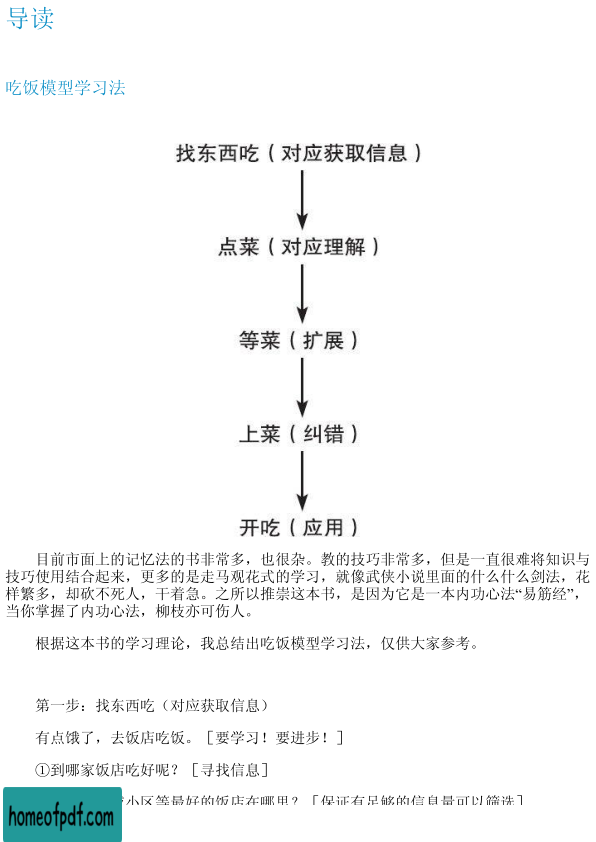 导读
吃饭模型学习法
找东西吃（对应获取信息）
点菜（对应理解）
等菜（扩展）
上菜（纠错）
开吃（应用）
目前市面上的记忆法的书非常多，也很杂。教的技巧非常多，但是一直很难将知识与
技巧使用结合起来，更多的是走马观花式的学习，就像武侠小说里面的什么什么剑法，花
样繁多，却砍不死人，干着急。之所以推崇这本书，是因为它是一本内功心法“易筋经”，
当你掌握了内功心法，柳枝亦可伤人。
根据这本书的学习理论，我总结出吃饭模型学习法，仅供大家参考。
第一步：找东西吃（对应获取信息）
有点饿了，去饭店吃饭。［要学习！要进步！］
①到哪家饭店吃好呢？［寻找信息］
小区等最好的饭店在哪里？［保证有足够的信息量可以筛选］
homeofpdf.com